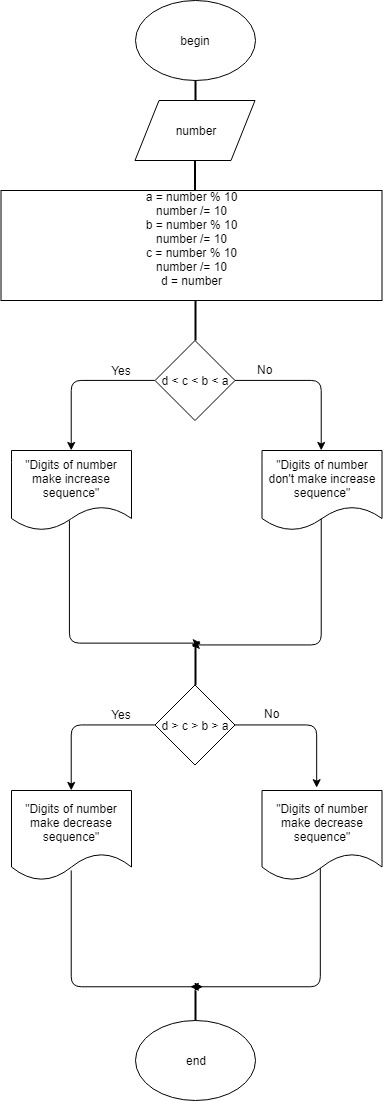 begin
number
a = number % 10
number /= 10
b = number % 10
number /= 10
c = number % 10
number /= 10
d = number
d < c < b < a
Yes
No
"Digits of number
make increase
sequence"
"Digits of number
don't make increase
sequence"
d > c > b > a
Yes
No
"Digits of number
make decrease
sequence"
"Digits of number
make decrease
sequence"
end